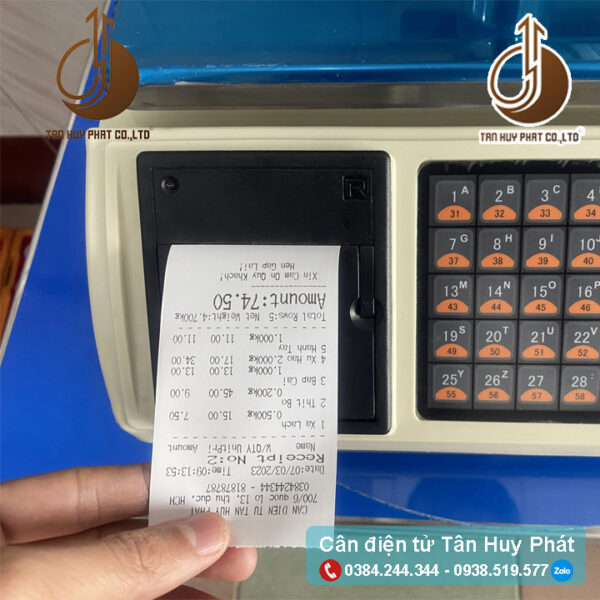 TAN HUY PHAT CO.,LTD
TAN HUY PHAT CO.,LTD
R
CAN DIEN TU TAN HUY PHAT
700/6 quoc lo 13, thu duc, HCM
0384244344 - 81878787
Date:07/03/2023 Time:09:13:53
Receipt No:2
Name W/QTY UnitPri Amount
1 Xa Lach
0.500kg 15.00 7.50
2 Thit Bo
0.200kg 45.00 9.00
3 Bap Cai
1.000kg 13.00 13.00
4 Xu Hao 2.000kg 17.00 34.00
5 Hanh Tay
1.000kg 11.00 11.00
Total Rows:5 Net Weight:4.700kg
Amount:74.50
Xin Cam On Quy Khach!
Hen Gap Lai!
1 A 2 B 3 C 4
31 32 33 34
7 G 8 H 9 I 10
37 38 39 40
13 M 14 N 15 O 16
43 44 45 46
19 S 20 T 21 U 22 V
49 50 51 52
25 Y 26 Z 27 28
55 56 57 58
Cân điện tử Tân Huy Phát
0384.244.344 - 0938.519.577 Zalo